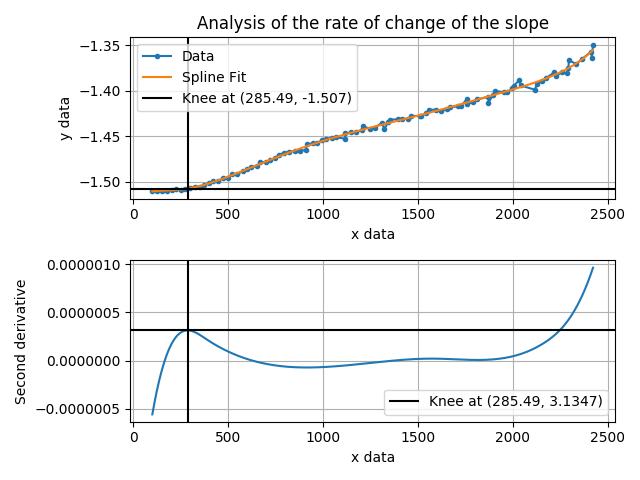 Analysis of the rate of change of the slope
Data
Spline Fit
Knee at (285.49, -1.507)
−1.35
−1.40
−1.45
−1.50
y data
0
500
1000
1500
2000
2500
x data
0.0000010
0.0000005
0.0000000
−0.0000005
Second derivative
Knee at (285.49, 3.1347)
0
500
1000
1500
2000
2500
x data